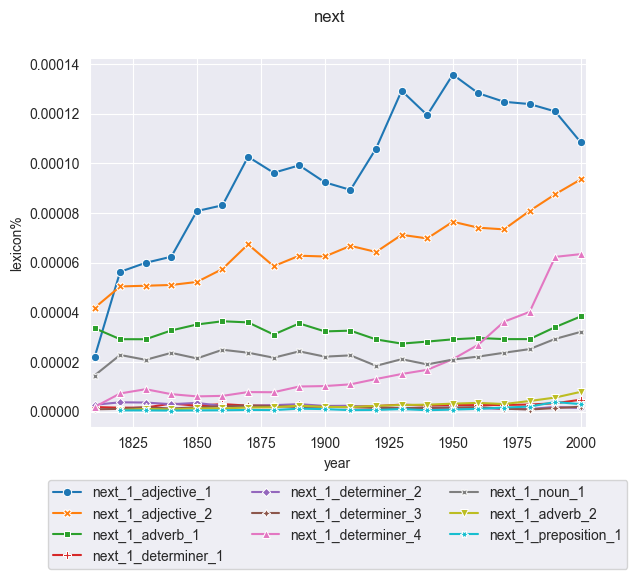 next
0.00014
0.00012
0.00010
0.00008
0.00006
0.00004
0.00002
0.00000
lexicon%
1825 1850 1875 1900 1925 1950 1975 2000
year
next_1_adjective_1 next_1_determiner_2 next_1_noun_1
next_1_adjective_2 next_1_determiner_3 next_1_adverb_2
next_1_adverb_1 next_1_determiner_4 next_1_preposition_1
next_1_determiner_1